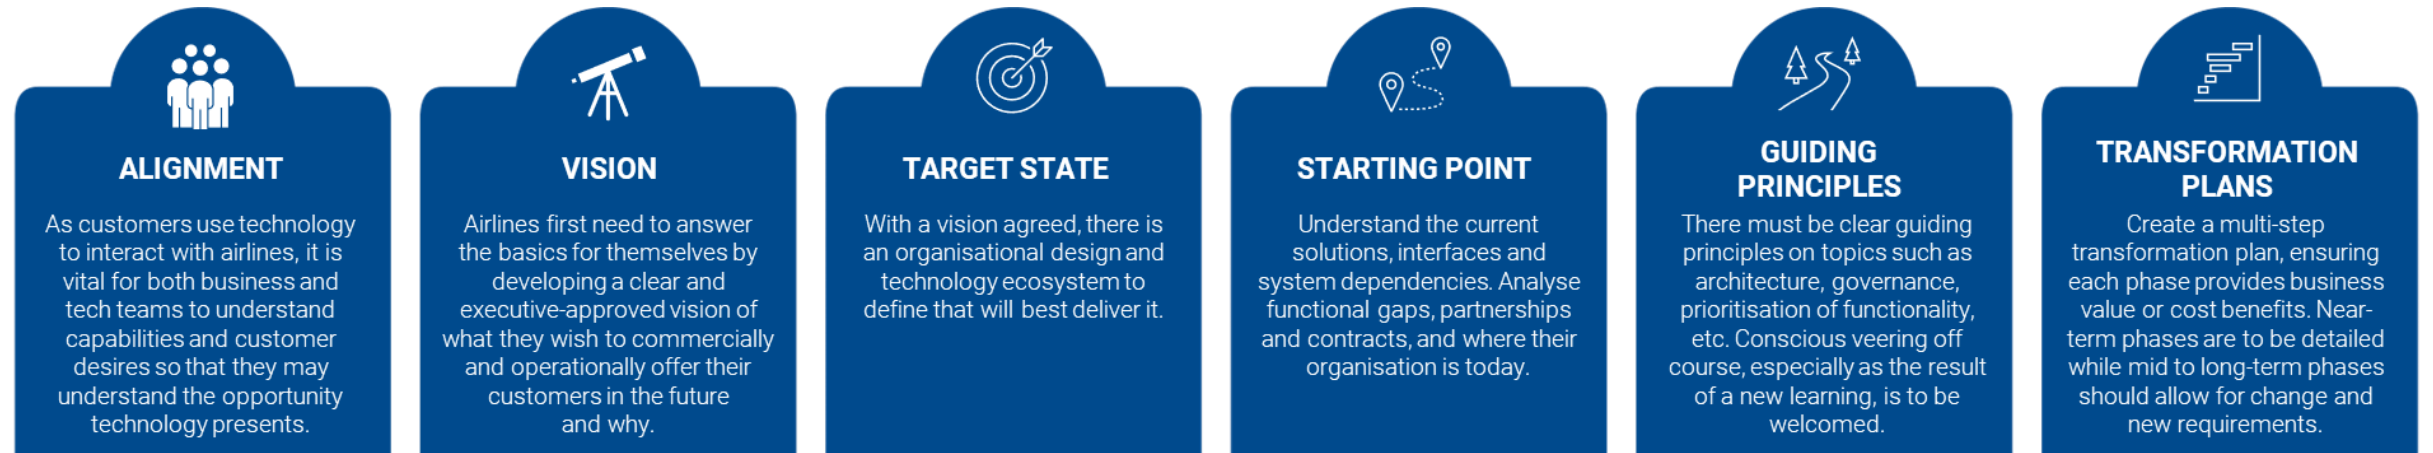 ALIGNMENT
As customers use technology
to interact with airlines, it is
vital for both business and
tech teams to understand
capabilities and customer
desires so that they may
understand the opportunity
technology presents.
VISION
Airlines first need to answer
the basics for themselves by
developing a clear and
executive-approved vision of
what they wish to commercially
and operationally offer their
customers in the future
and why.
TARGET STATE
With a vision agreed, there is
an organisational design and
technology ecosystem to
define that will best deliver it.
STARTING POINT
Understand the current
solutions, interfaces and
system dependencies. Analyse
functional gaps, partnerships
and contracts, and where their
organisation is today.
GUIDING
PRINCIPLES
There must be clear guiding
principles on topics such as
architecture, governance,
prioritisation of functionality,
etc. Conscious veering off
course, especially as the result
of a new learning, is to be
welcomed.
TRANSFORMATION
PLANS
Create a multi-step
transformation plan, ensuring
each phase provides business
value or cost benefits. Near-
term phases are to be detailed
while mid to long-term phases
should allow for change and
new requirements.